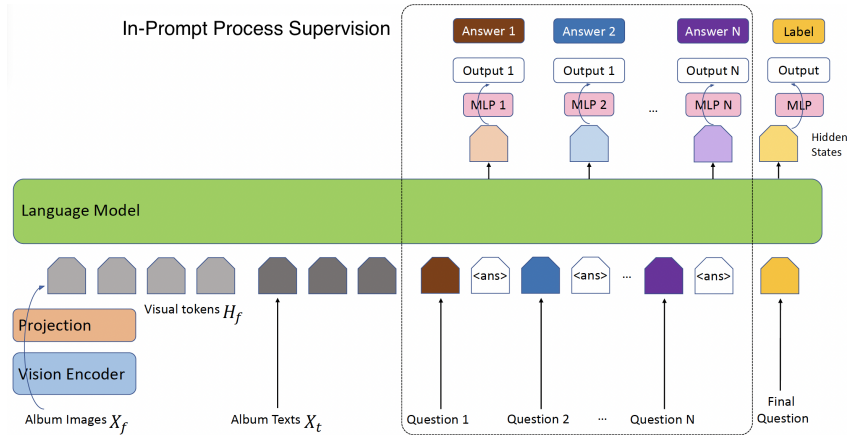 In-Prompt Process Supervision
Answer 1
Answer 2
Answer N
Label
Output 1
Output 1
Output N
Output
MLP 1
MLP 2
...
MLP N
MLP
Hidden
States
Language Model
<ans>
<ans>
...
<ans>
Visual tokens H_f
Projection
Vision Encoder
Album Images X_f
Album Texts X_t
Question 1
Question 2
...
Question N
Final
Question